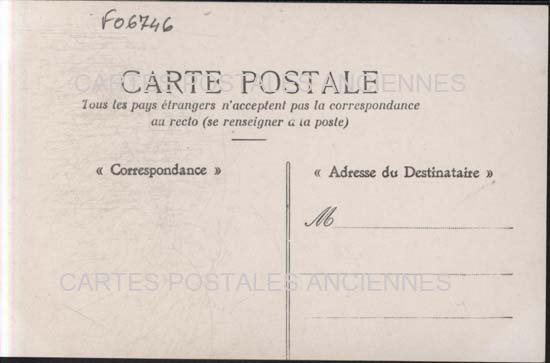 F06746
CARTES POSTALES ANCIENNES
CARTE POSTALE
Tous les pays étrangers n'acceptent pas la correspondance
au recto (se renseigner à la poste)
« Correspondance »
« Adresse du Destinataire »
M
CARTES POSTALES ANCIENNES